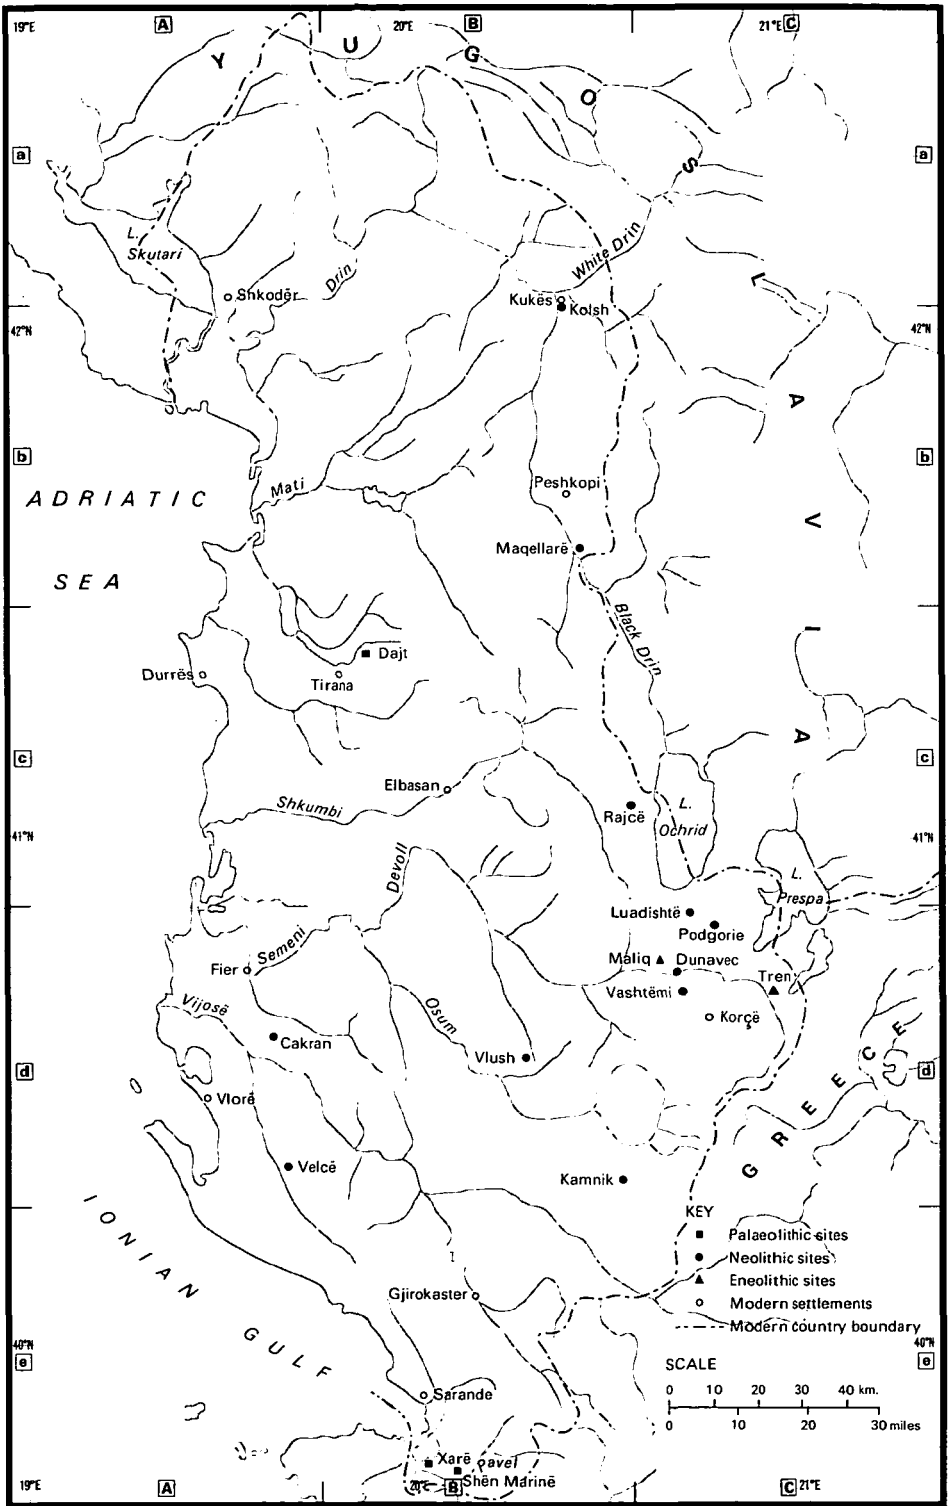 19°E A 20°E B 21°E C
Y U G O S L A V I A
a a
L.
Skutari
Drin
White Drin
Shkodër
Kukës
Kolsh
42°N 42°N
b b
Mati
Peshkopi
ADRIATIC
SEA
Maqellarë
Black Drin
Dajt
Durrës
Tirana
c c
Elbasan
Shkumbi
Rajcë
L.
Ochrid
41°N 41°N
Devoll
L.
Prespa
Luadishtë
Podgorie
Semeni
Maliq
Dunavec
Tren
Fier
Vashtëmi
Vijosë
Osum
Korçë
Cakran
Vlush
d d
Vlorë
GREECE
Velcë
Kamnik
IONIAN GULF
KEY
Palaeolithic sites
Neolithic sites
Eneolithic sites
Modern settlements
Modern country boundary
Gjirokaster
40°N 40°N
e e
SCALE
0 10 20 30 40 km.
0 10 20 30 miles
Sarande
Xarë
Shën Marinë
19°E A 20°E B C 21°E